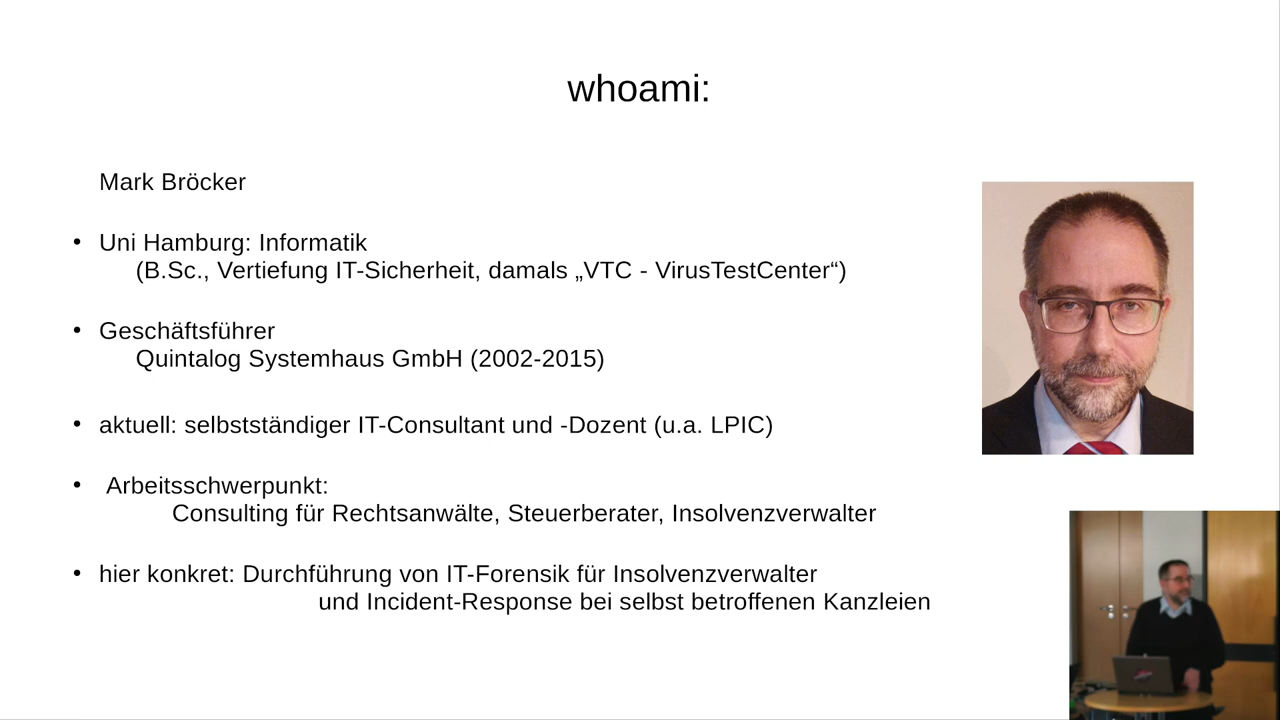 whoami:
Mark Bröcker
• Uni Hamburg: Informatik
(B.Sc., Vertiefung IT-Sicherheit, damals „VTC - VirusTestCenter“)
• Geschäftsführer
Quintalog Systemhaus GmbH (2002-2015)
• aktuell: selbstständiger IT-Consultant und -Dozent (u.a. LPIC)
• Arbeitsschwerpunkt:
Consulting für Rechtsanwälte, Steuerberater, Insolvenzverwalter
• hier konkret: Durchführung von IT-Forensik für Insolvenzverwalter
und Incident-Response bei selbst betroffenen Kanzleien